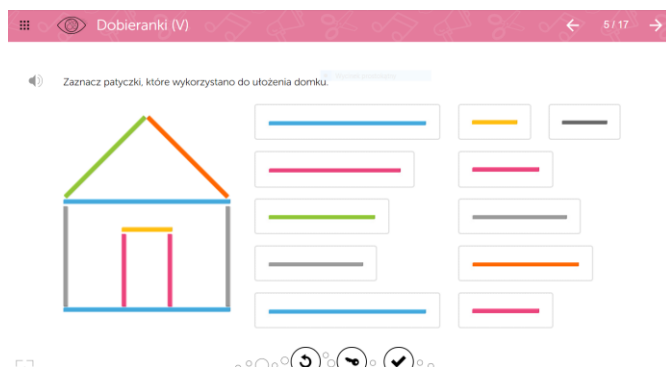 Dobieranki (V)
5 / 17
Zaznacz patyczki, które wykorzystano do ułożenia domku.